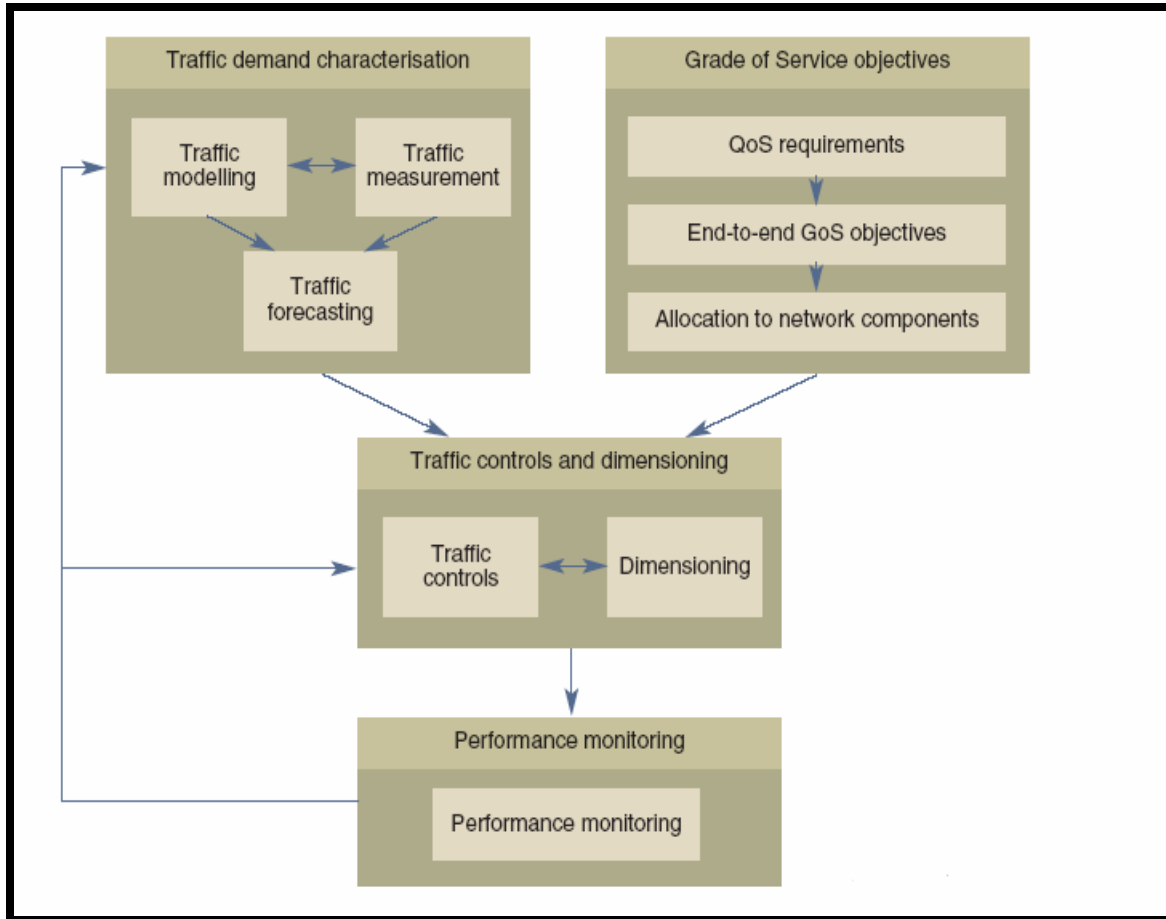 Traffic demand characterisation
Traffic
modelling
Traffic
measurement
Traffic
forecasting
Grade of Service objectives
QoS requirements
End-to-end GoS objectives
Allocation to network components
Traffic controls and dimensioning
Traffic
controls
Dimensioning
Performance monitoring
Performance monitoring